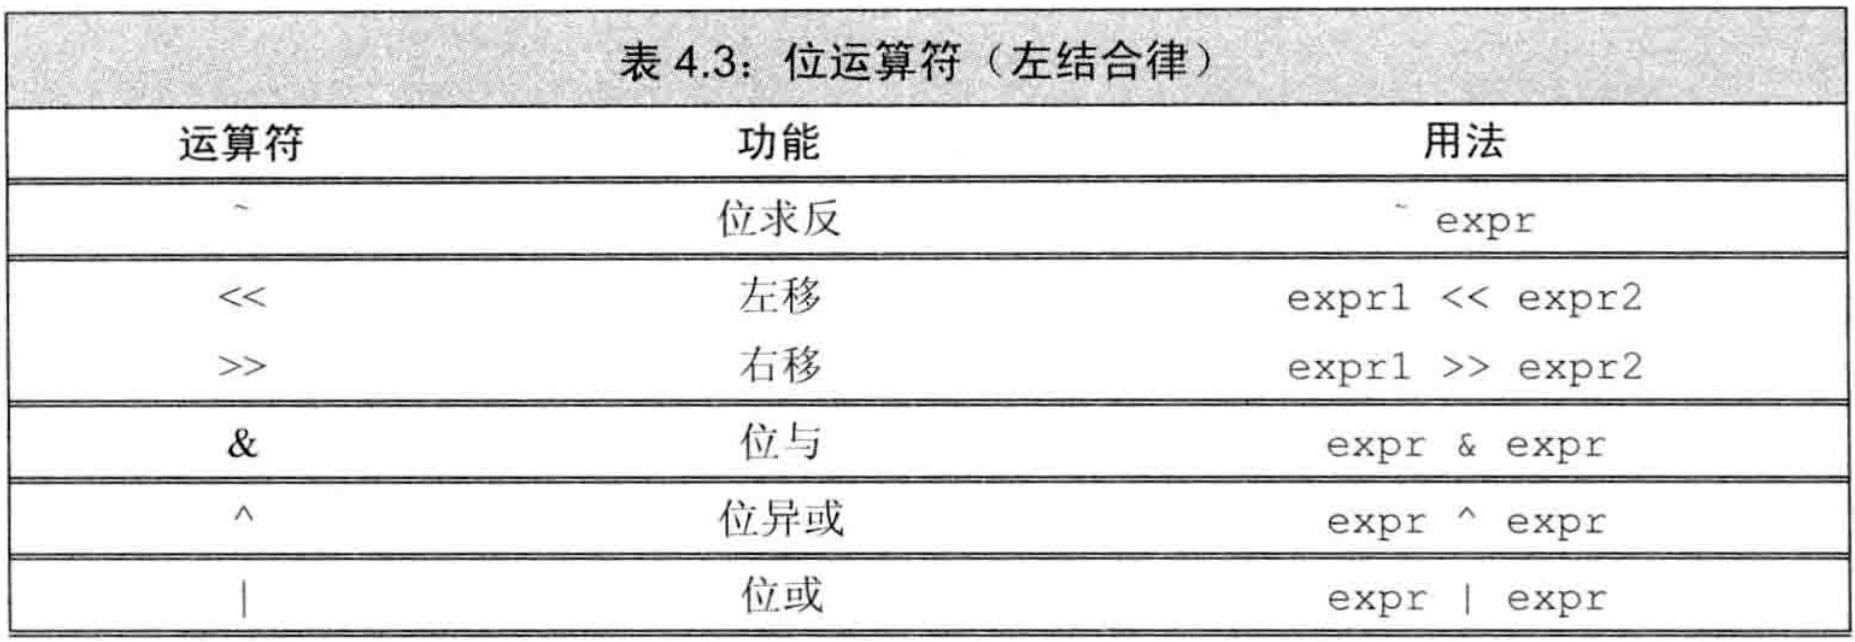 表 4.3：位运算符（左结合律）
运算符 功能 用法
~ 位求反 ~ expr
<< 左移 expr1 << expr2
>> 右移 expr1 >> expr2
& 位与 expr & expr
^ 位异或 expr ^ expr
| 位或 expr | expr